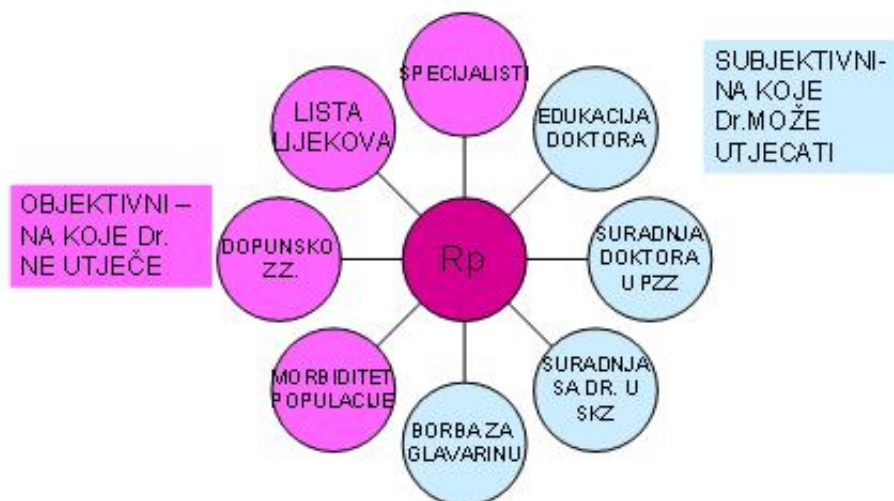 SPECIJALISTI
SUBJEKTIVNI-
NA KOJE
Dr.MOŽE
UTJECATI
LISTA
LIJEKOVA
EDUKACIJA
DOKTORA
OBJEKTIVNI –
NA KOJE Dr.
NE UTJEČE
DOPUNSKO
Z.Z.
Rp
SURADNJA
DOKTORA
U PZZ
MORBIDITET
POPULACIJE
SURADNJA
SA DR. U
SKZ
BORBA ZA
GLAVARINU